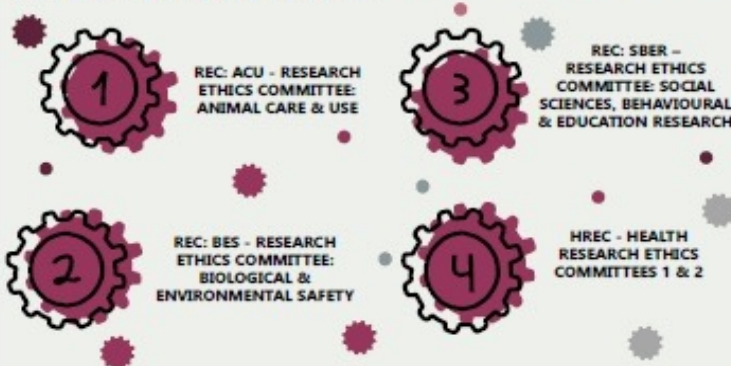 1
REC: ACU - RESEARCH
ETHICS COMMITTEE:
ANIMAL CARE & USE
2
REC: BES - RESEARCH
ETHICS COMMITTEE:
BIOLOGICAL &
ENVIRONMENTAL SAFETY
3
REC: SBER –
RESEARCH ETHICS
COMMITTEE: SOCIAL
SCIENCES, BEHAVIOURAL
& EDUCATION RESEARCH
4
HREC - HEALTH
RESEARCH ETHICS
COMMITTEES 1 & 2